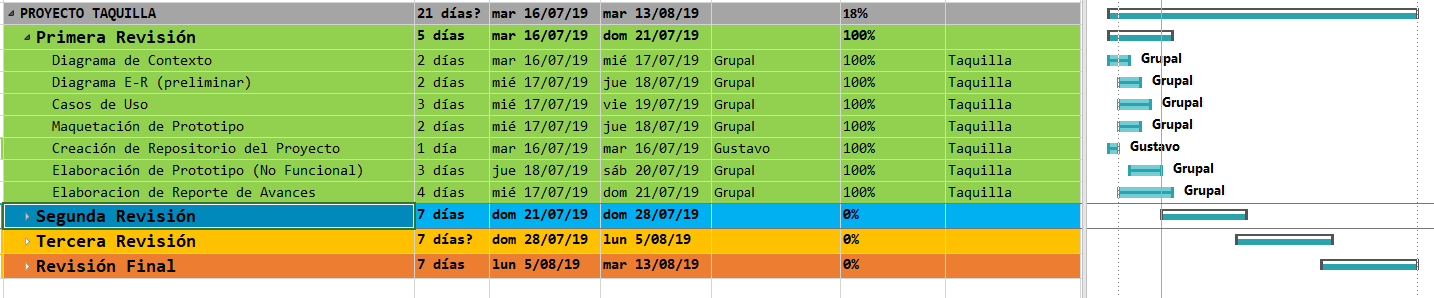 PROYECTO TAQUILLA 21 días? mar 16/07/19 mar 13/08/19 18%
Primera Revisión 5 días mar 16/07/19 dom 21/07/19 100%
Diagrama de Contexto 2 días mar 16/07/19 mié 17/07/19 Grupal 100% Taquilla Grupal
Diagrama E-R (preliminar) 2 días mié 17/07/19 jue 18/07/19 Grupal 100% Taquilla Grupal
Casos de Uso 3 días mié 17/07/19 vie 19/07/19 Grupal 100% Taquilla Grupal
Maquetación de Prototipo 2 días mié 17/07/19 jue 18/07/19 Grupal 100% Taquilla Grupal
Creación de Repositorio del Proyecto 1 día mar 16/07/19 mar 16/07/19 Gustavo 100% Taquilla Gustavo
Elaboración de Prototipo (No Funcional) 3 días jue 18/07/19 sáb 20/07/19 Grupal 100% Taquilla Grupal
Elaboracion de Reporte de Avances 4 días mié 17/07/19 dom 21/07/19 Grupal 100% Taquilla Grupal
Segunda Revisión 7 días dom 21/07/19 dom 28/07/19 0%
Tercera Revisión 7 días? dom 28/07/19 lun 5/08/19 0%
Revisión Final 7 días lun 5/08/19 mar 13/08/19 0%